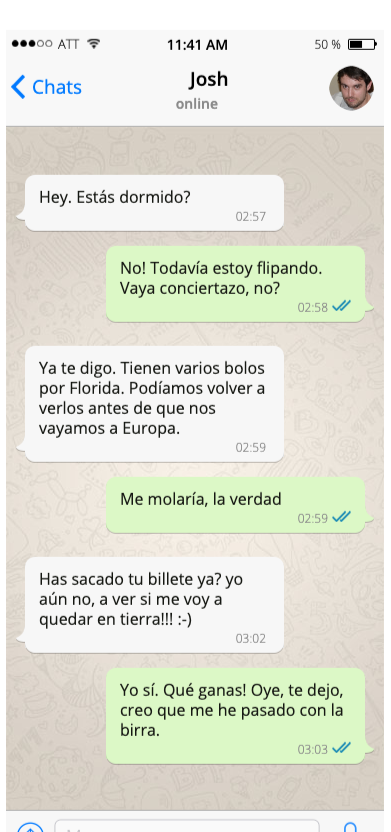 ATT 11:41 AM 50 %
Chats Josh
online
Hey. Estás dormido?
02:57
No! Todavía estoy flipando.
Vaya conciertazo, no?
02:58
Ya te digo. Tienen varios bolos
por Florida. Podíamos volver a
verlos antes de que nos
vayamos a Europa.
02:59
Me molaría, la verdad
02:59
Has sacado tu billete ya? yo
aún no, a ver si me voy a
quedar en tierra!!! :-)
03:02
Yo sí. Qué ganas! Oye, te dejo,
creo que me he pasado con la
birra.
03:03